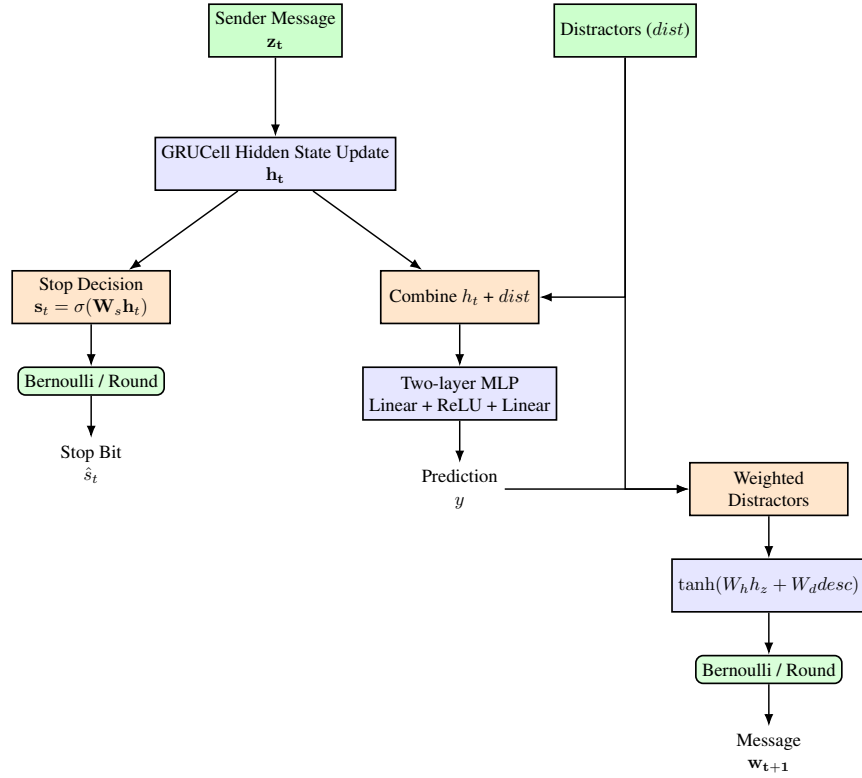 Sender Message
z_t
Distractors (dist)
GRUCell Hidden State Update
h_t
Stop Decision
s_t = σ(W_s h_t)
Combine h_t + dist
Bernoulli / Round
Two-layer MLP
Linear + ReLU + Linear
Stop Bit
ŝ_t
Prediction
y
Weighted
Distractors
tanh(W_h h_z + W_d desc)
Bernoulli / Round
Message
w_{t+1}